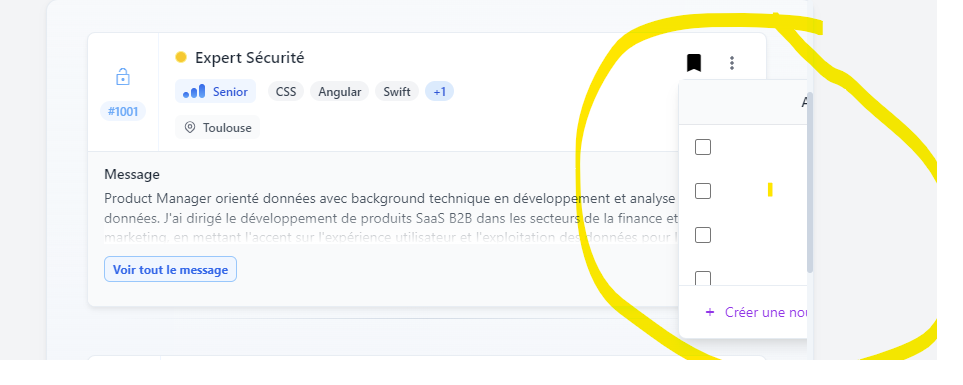 Expert Sécurité
#1001
Senior CSS Angular Swift +1
Toulouse
Message
Product Manager orienté données avec background technique en développement et analyse
données. J'ai dirigé le développement de produits SaaS B2B dans les secteurs de la finance et
marketing, en mettant l'accent sur l'expérience utilisateur et l'exploitation des données pour
Voir tout le message
+ Créer une